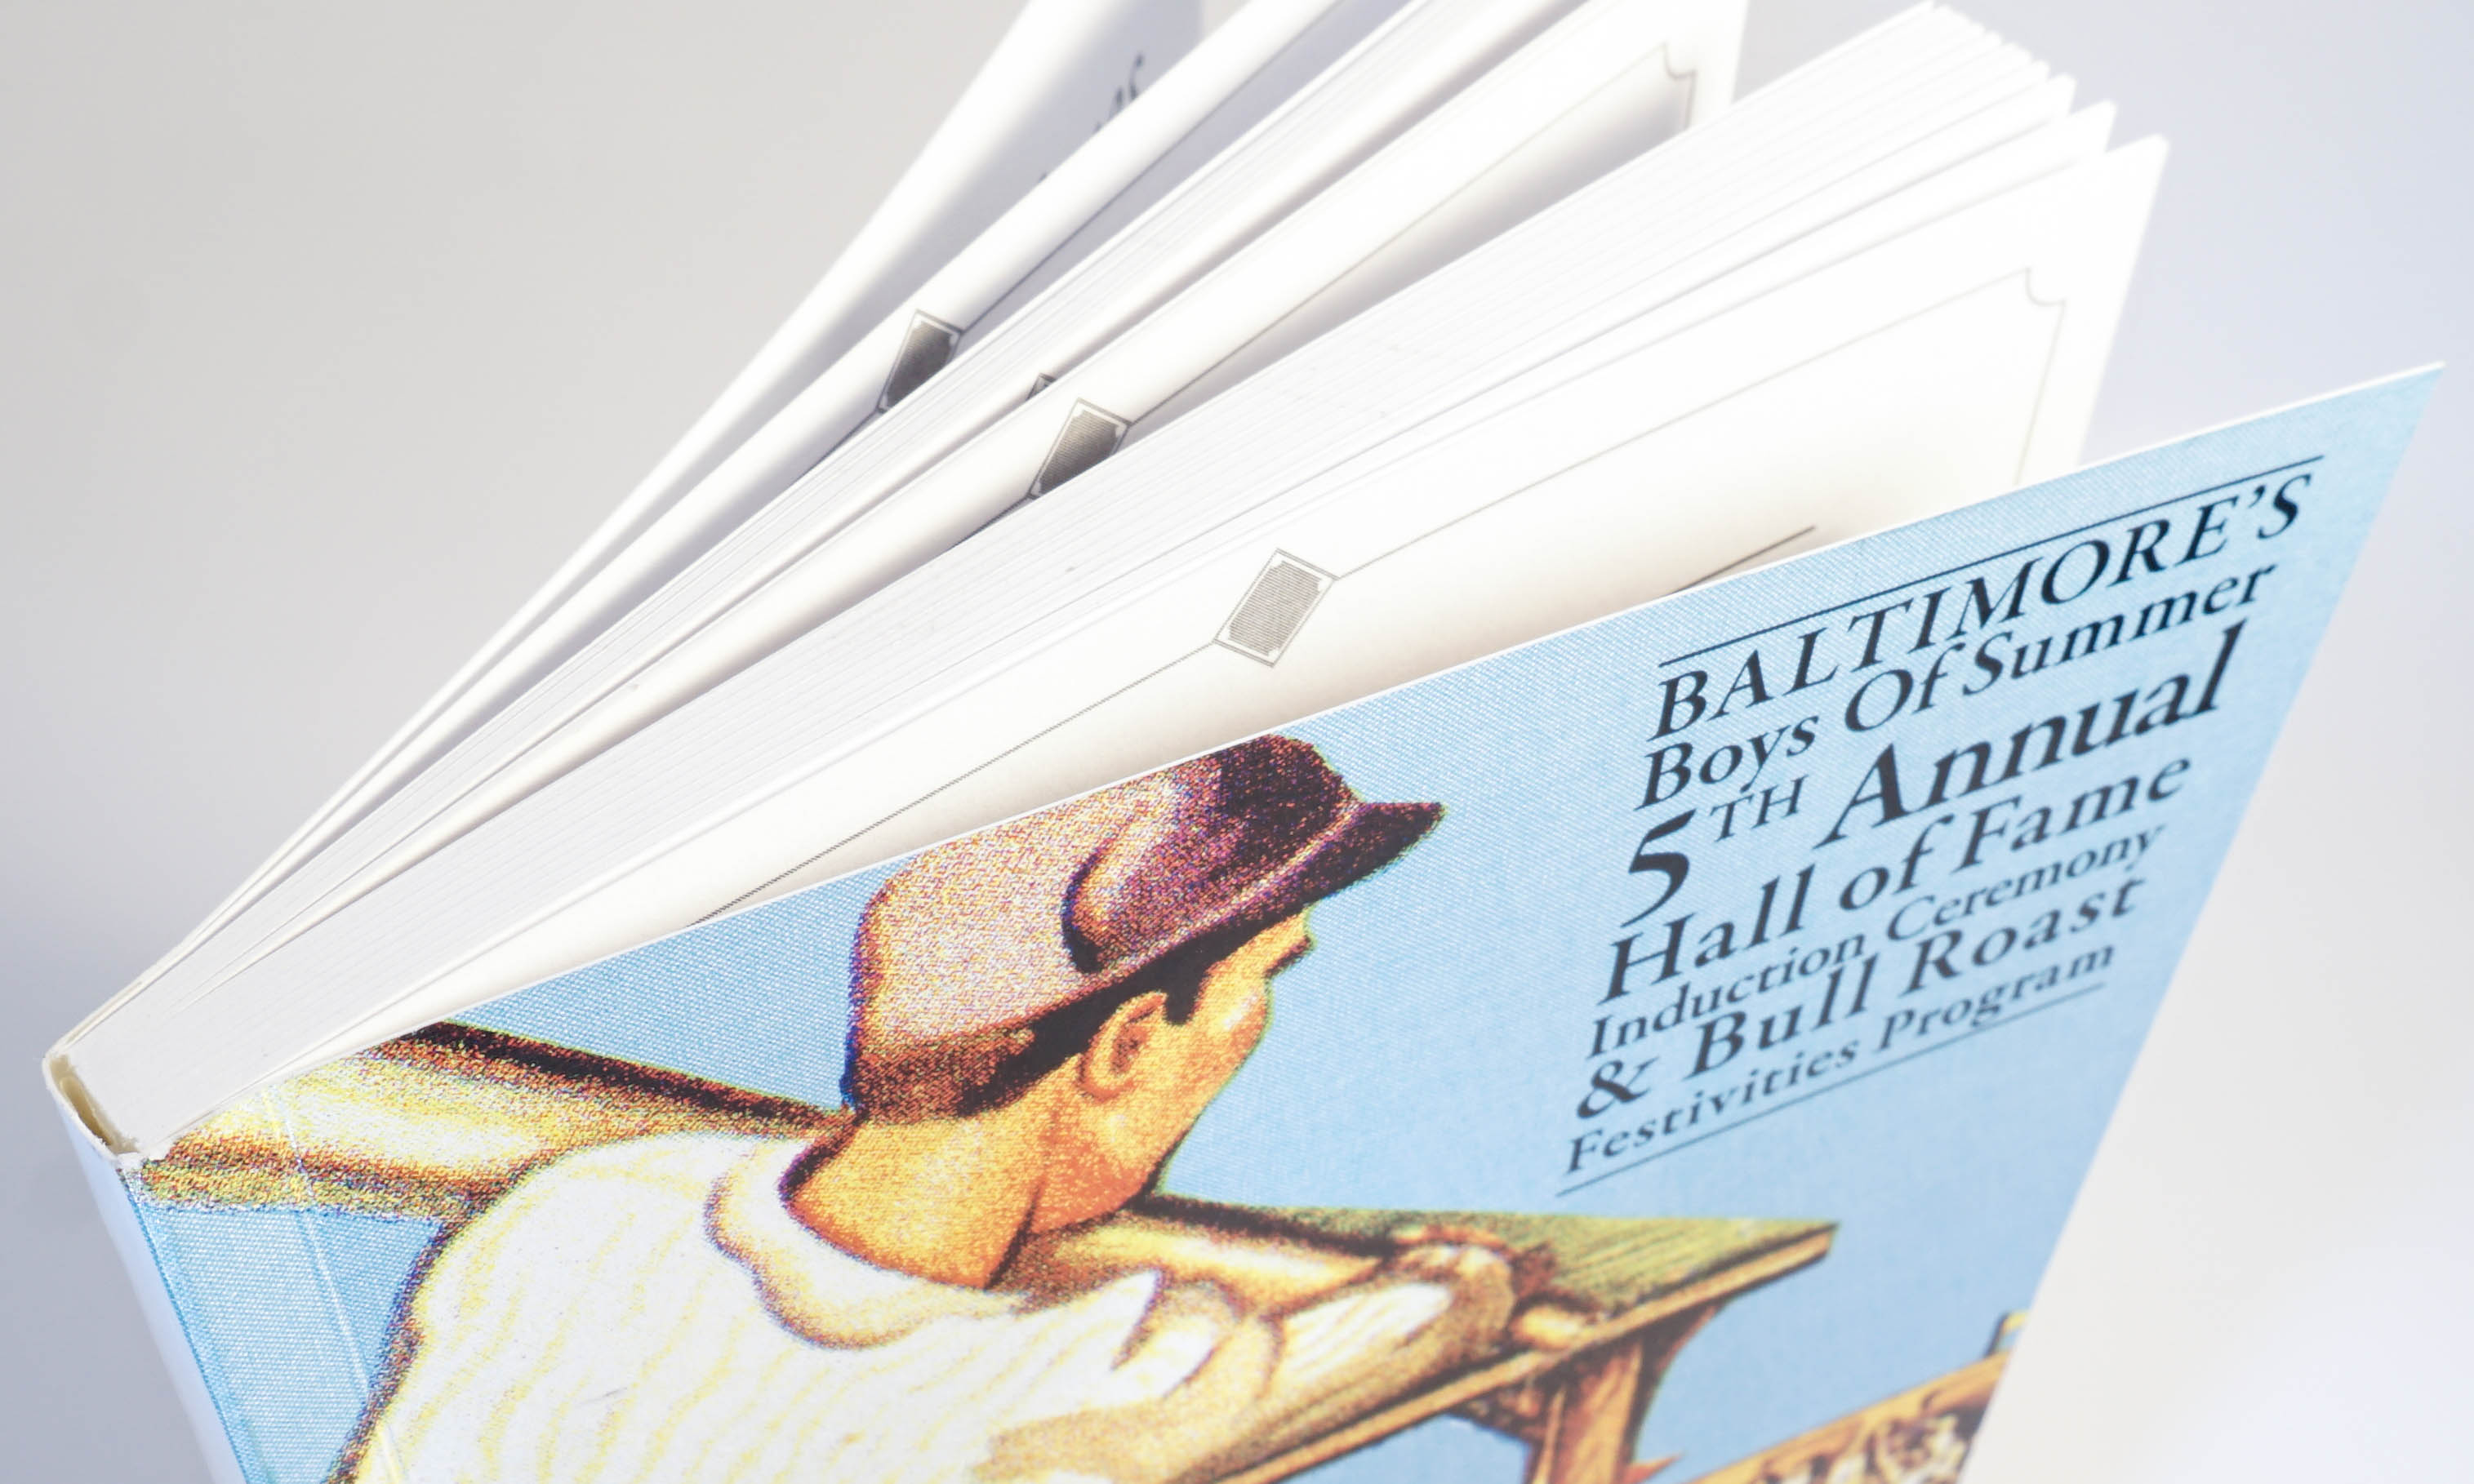 BALTIMORE'S
Boys Of Summer
5TH Annual
Hall of Fame
Induction Ceremony
& Bull Roast
Festivities Program